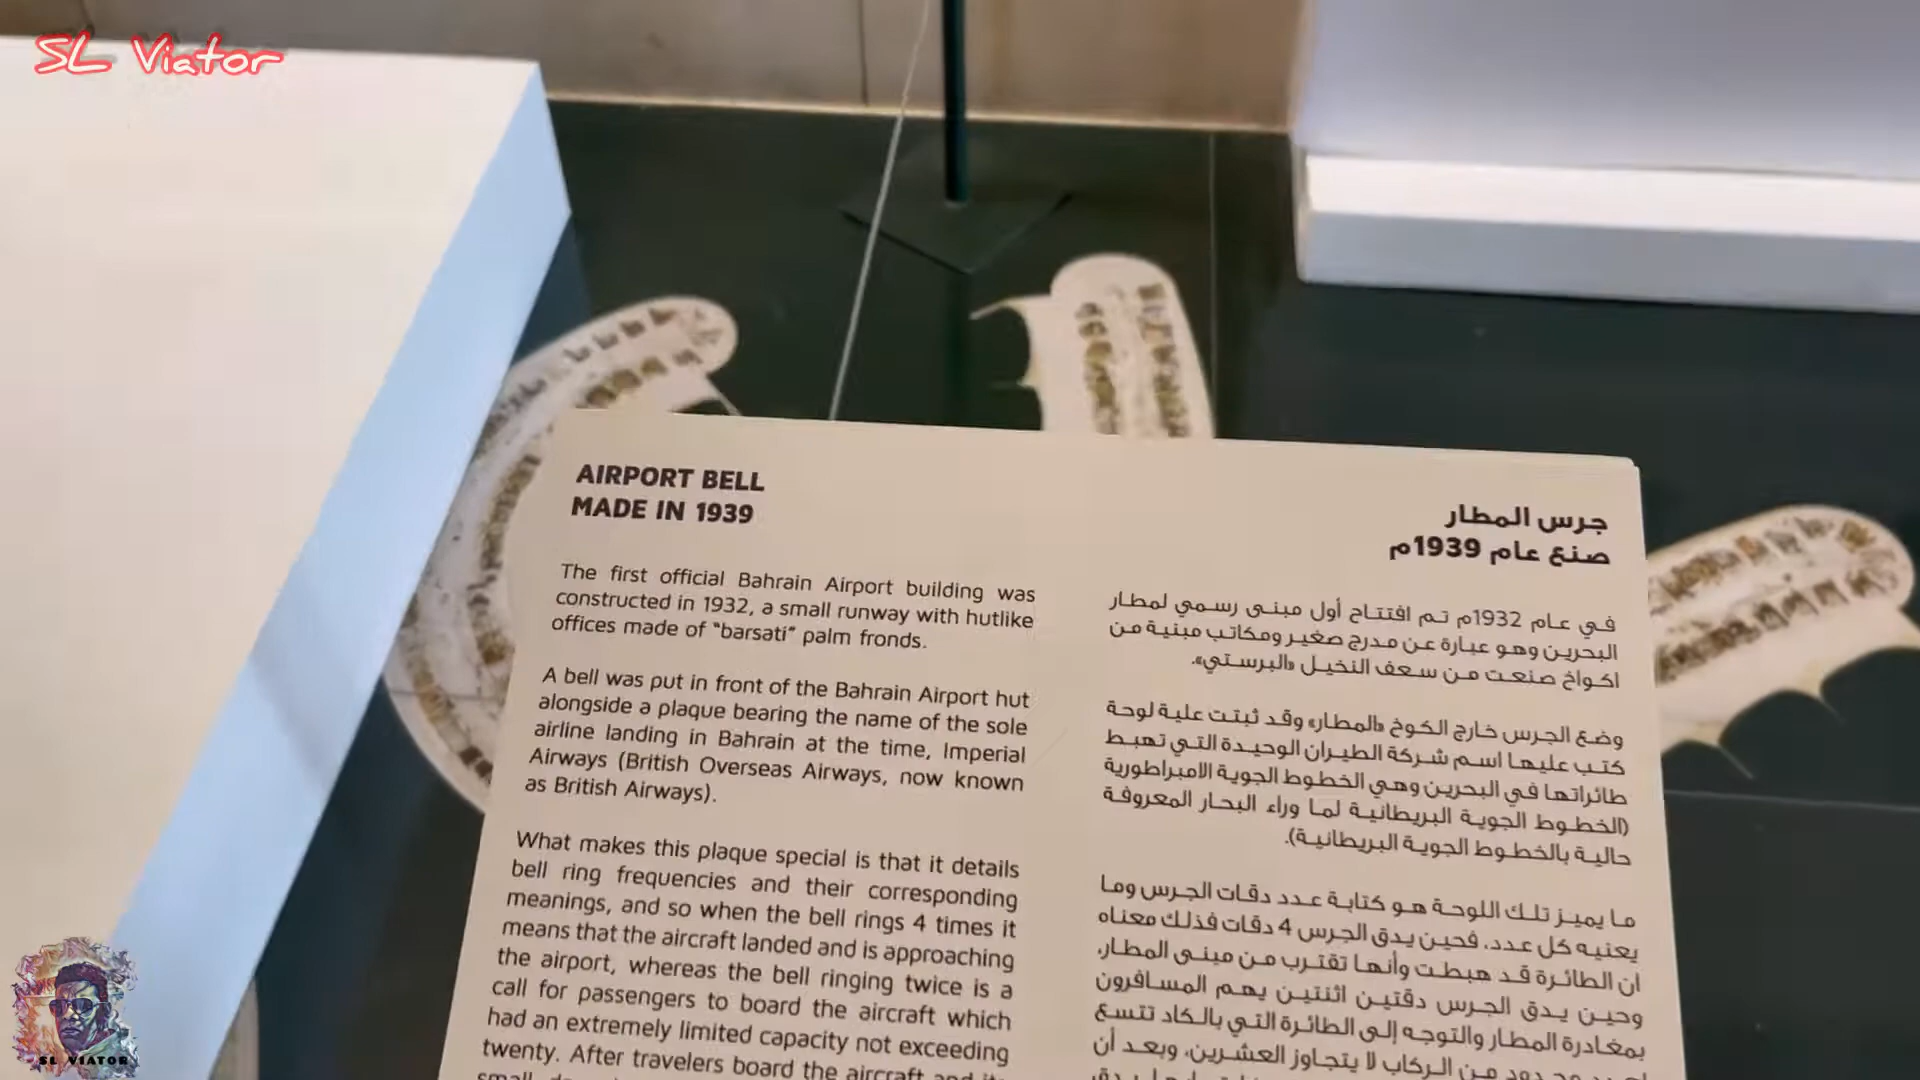 SL Viator
AIRPORT BELL
MADE IN 1939
The first official Bahrain Airport building was
constructed in 1932, a small runway with hutlike
offices made of "barsati" palm fronds.
A bell was put in front of the Bahrain Airport hut
alongside a plaque bearing the name of the sole
airline landing in Bahrain at the time, Imperial
Airways (British Overseas Airways, now known
as British Airways).
What makes this plaque special is that it details
bell ring frequencies and their corresponding
meanings, and so when the bell rings 4 times it
means that the aircraft landed and is approaching
the airport, whereas the bell ringing twice is a
call for passengers to board the aircraft which
had an extremely limited capacity not exceeding
twenty. After travelers board the aircraft and its
جرس المطار
صنع عام 1939م
في عام 1932م تم افتتاح أول مبنى رسمي لمطار
البحرين وهو عبارة عن مدرج صغير ومكاتب مبنية من
اكواخ صنعت من سعف النخيل «البرستي».
وضع الجرس خارج الكوخ «المطار» وقد ثبتت علية لوحة
كتب عليها اسم شركة الطيران الوحيدة التي تهبط
طائراتها في البحرين وهي الخطوط الجوية الامبراطورية
(الخطوط الجوية البريطانية لما وراء البحار المعروفة
حالية بالخطوط الجوية البريطانية).
ما يميز تلك اللوحة هو كتابة عدد دقات الجرس وما
يعنيه كل عدد، فحين يدق الجرس 4 دقات فذلك معناه
ان الطائرة قد هبطت وأنها تقترب من مبنى المطار،
وحين يدق الجرس دقتين اثنتين يهم المسافرون
بمغادرة المطار والتوجه إلى الطائرة التي بالكاد تتسع
من الركاب لا يتجاوز العشرين، وبعد أن
SL VIATOR